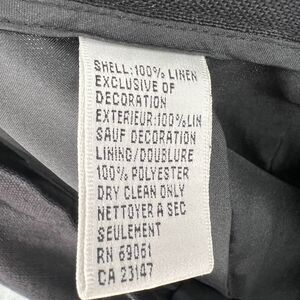 SHELL:100% LINEN
EXCLUSIVE OF
DECORATION
EXTERIEUR:100% LIN
SAUF DECORATION
LINING/DOUBLURE
100% POLYESTER
DRY CLEAN ONLY
NETTOYER A SEC
SEULEMENT
RN 69061
CA 23147